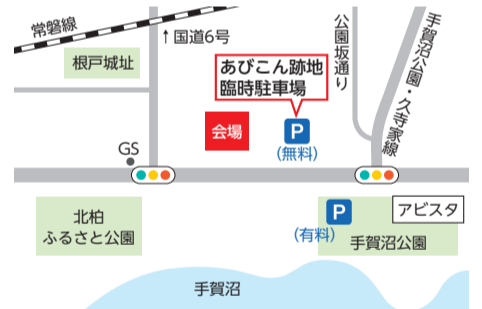 常磐線
↑国道6号
根戸城址
あびこん跡地
臨時駐車場
公園坂通り
手賀沼公園・久寺家線
会場
P
(無料)
GS
北柏
ふるさと公園
P
(有料)
アビスタ
手賀沼公園
手賀沼